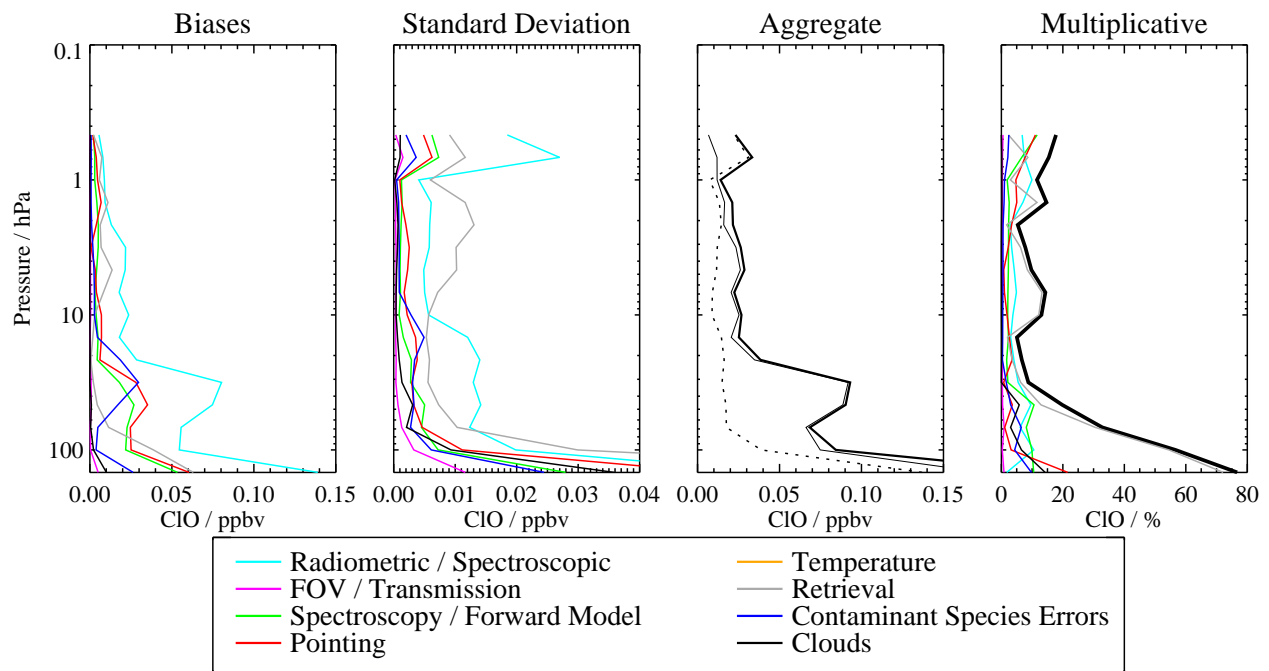 Biases Standard Deviation Aggregate Multiplicative
0.1
1
10
100
Pressure / hPa
0.00 0.05 0.10 0.15 0.00 0.01 0.02 0.03 0.04 0.00 0.05 0.10 0.15 0 20 40 60 80
ClO / ppbv ClO / ppbv ClO / ppbv ClO / %
Radiometric / Spectroscopic
FOV / Transmission
Spectroscopy / Forward Model
Pointing
Temperature
Retrieval
Contaminant Species Errors
Clouds